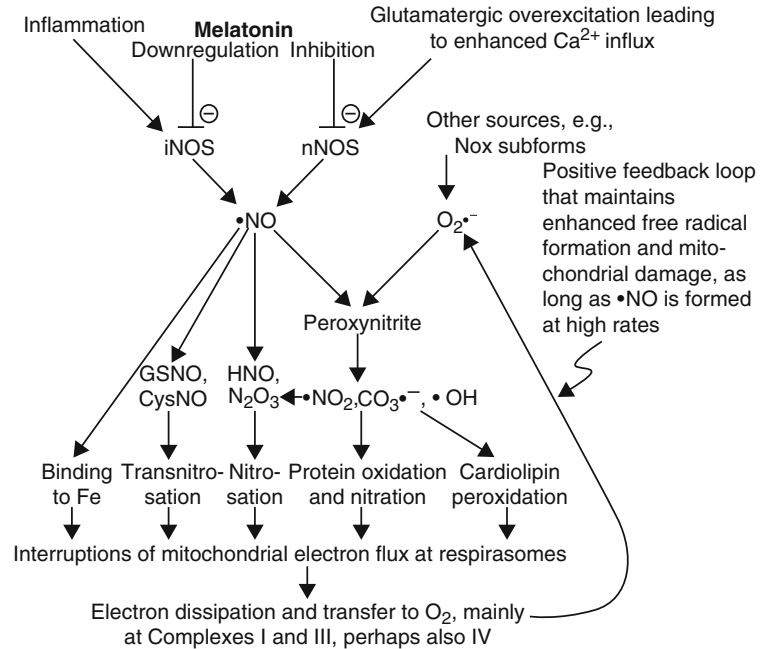 Inflammation
Melatonin
Downregulation Inhibition
Glutamatergic overexcitation leading
to enhanced Ca²⁺ influx
⊖
⊖
iNOS
nNOS
Other sources, e.g.,
Nox subforms
Positive feedback loop
that maintains
enhanced free radical
formation and mito-
chondrial damage, as
long as •NO is formed
at high rates
•NO
O₂•⁻
Peroxynitrite
GSNO,
CysNO
HNO,
N₂O₃
•NO₂,CO₃•⁻, • OH
Binding
to Fe
Transnitro-
sation
Nitro-
sation
Protein oxidation
and nitration
Cardiolipin
peroxidation
Interruptions of mitochondrial electron flux at respirasomes
Electron dissipation and transfer to O₂, mainly
at Complexes I and III, perhaps also IV